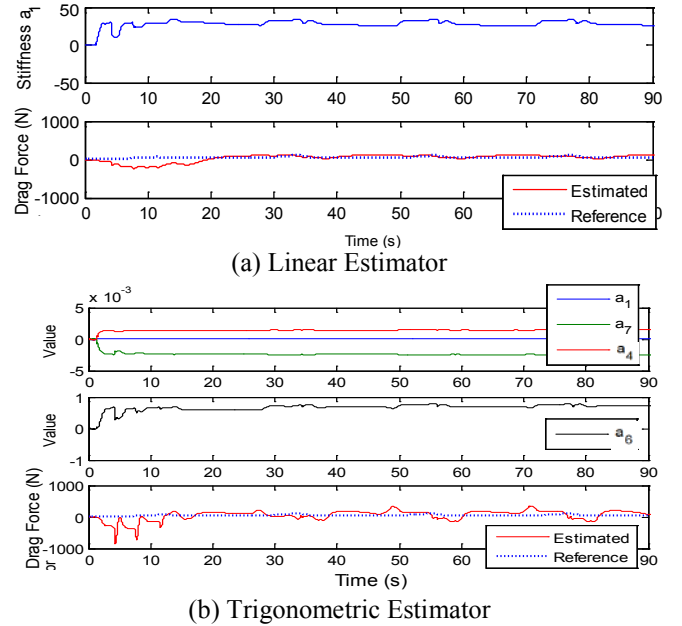 50
0
-50
Stiffness a1
0 10 20 30 40 50 60 70 80 90
1000
0
-1000
Drag Force (N)
0 10 20 30 40 50 60 0 90
Estimated
Reference
Time (s)
(a) Linear Estimator
x 10-3
5
0
-5
Value
a1
a7
a4
0 10 20 30 40 50 60 70 80 90
1
0
-1
Value
a6
0 10 20 30 40 50 60 70 80 90
1000
0
-1000
Drag Force (N)
or
Estimated
Reference
0 10 20 30 40 50 60 70 80 90
Time (s)
(b) Trigonometric Estimator